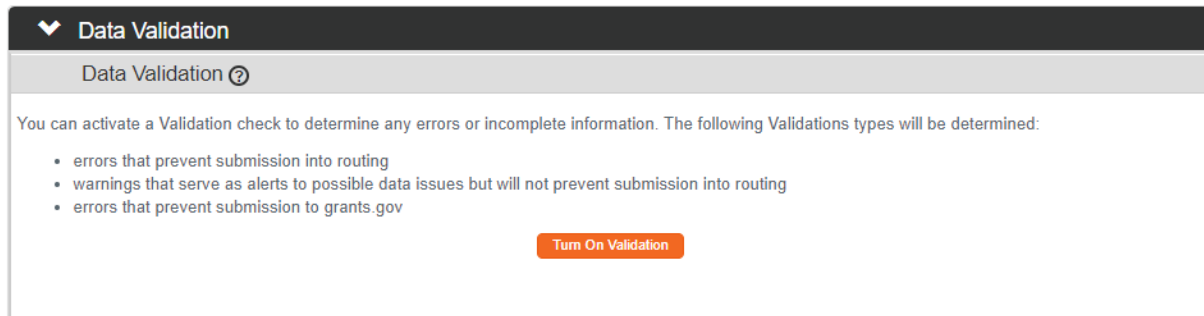 Data Validation
Data Validation ?
You can activate a Validation check to determine any errors or incomplete information. The following Validations types will be determined:
• errors that prevent submission into routing
• warnings that serve as alerts to possible data issues but will not prevent submission into routing
• errors that prevent submission to grants.gov
Turn On Validation